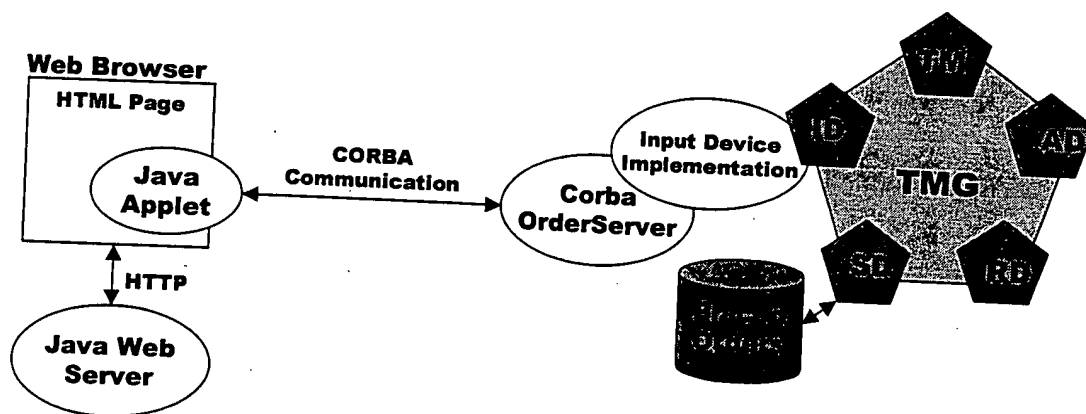 Web Browser
HTML Page
Java
Applet
CORBA
Communication
Corba
OrderServer
Input Device
Implementation
TM
ID
AD
TMG
SD
RD
HTTP
Java Web
Server